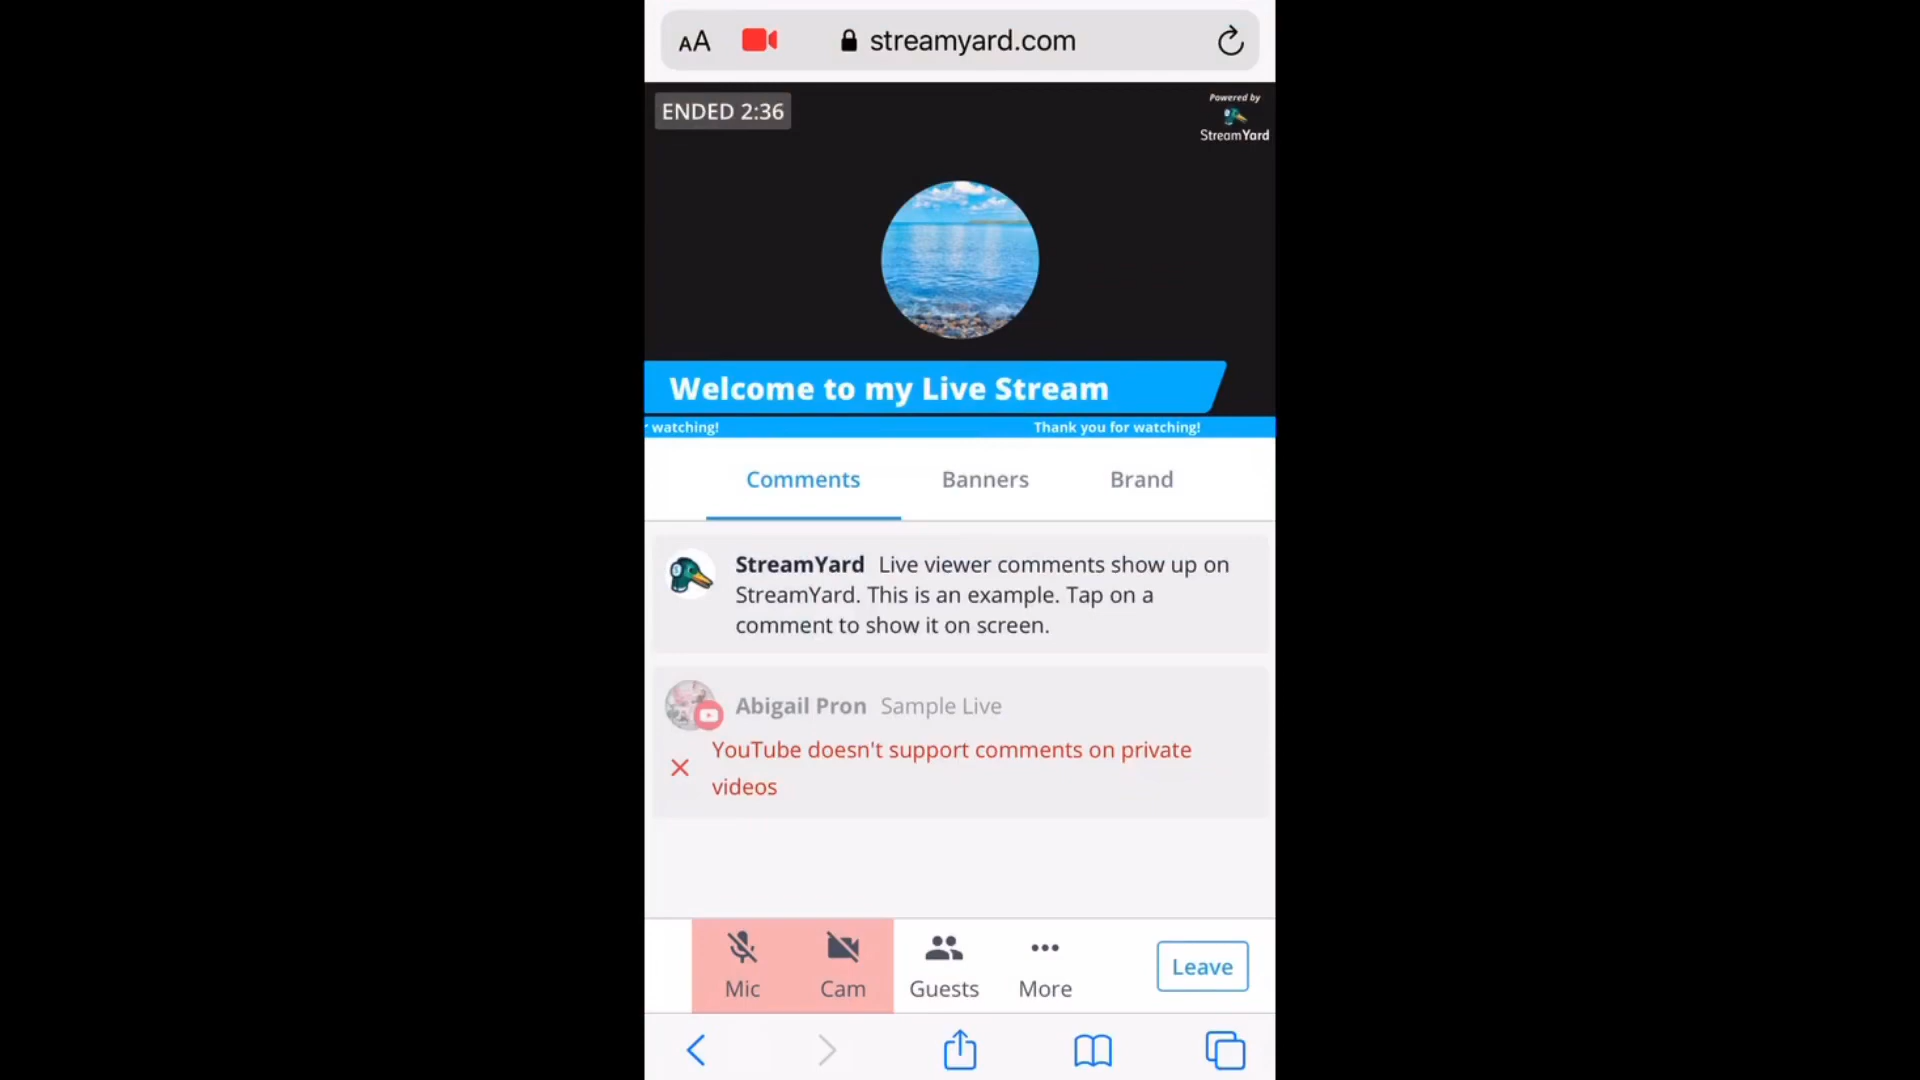 AA streamyard.com
ENDED 2:36
Powered by
StreamYard
Welcome to my Live Stream
watching! Thank you for watching!
Comments Banners Brand
StreamYard Live viewer comments show up on
StreamYard. This is an example. Tap on a
comment to show it on screen.
Abigail Pron Sample Live
YouTube doesn't support comments on private
videos
Mic Cam Guests More Leave